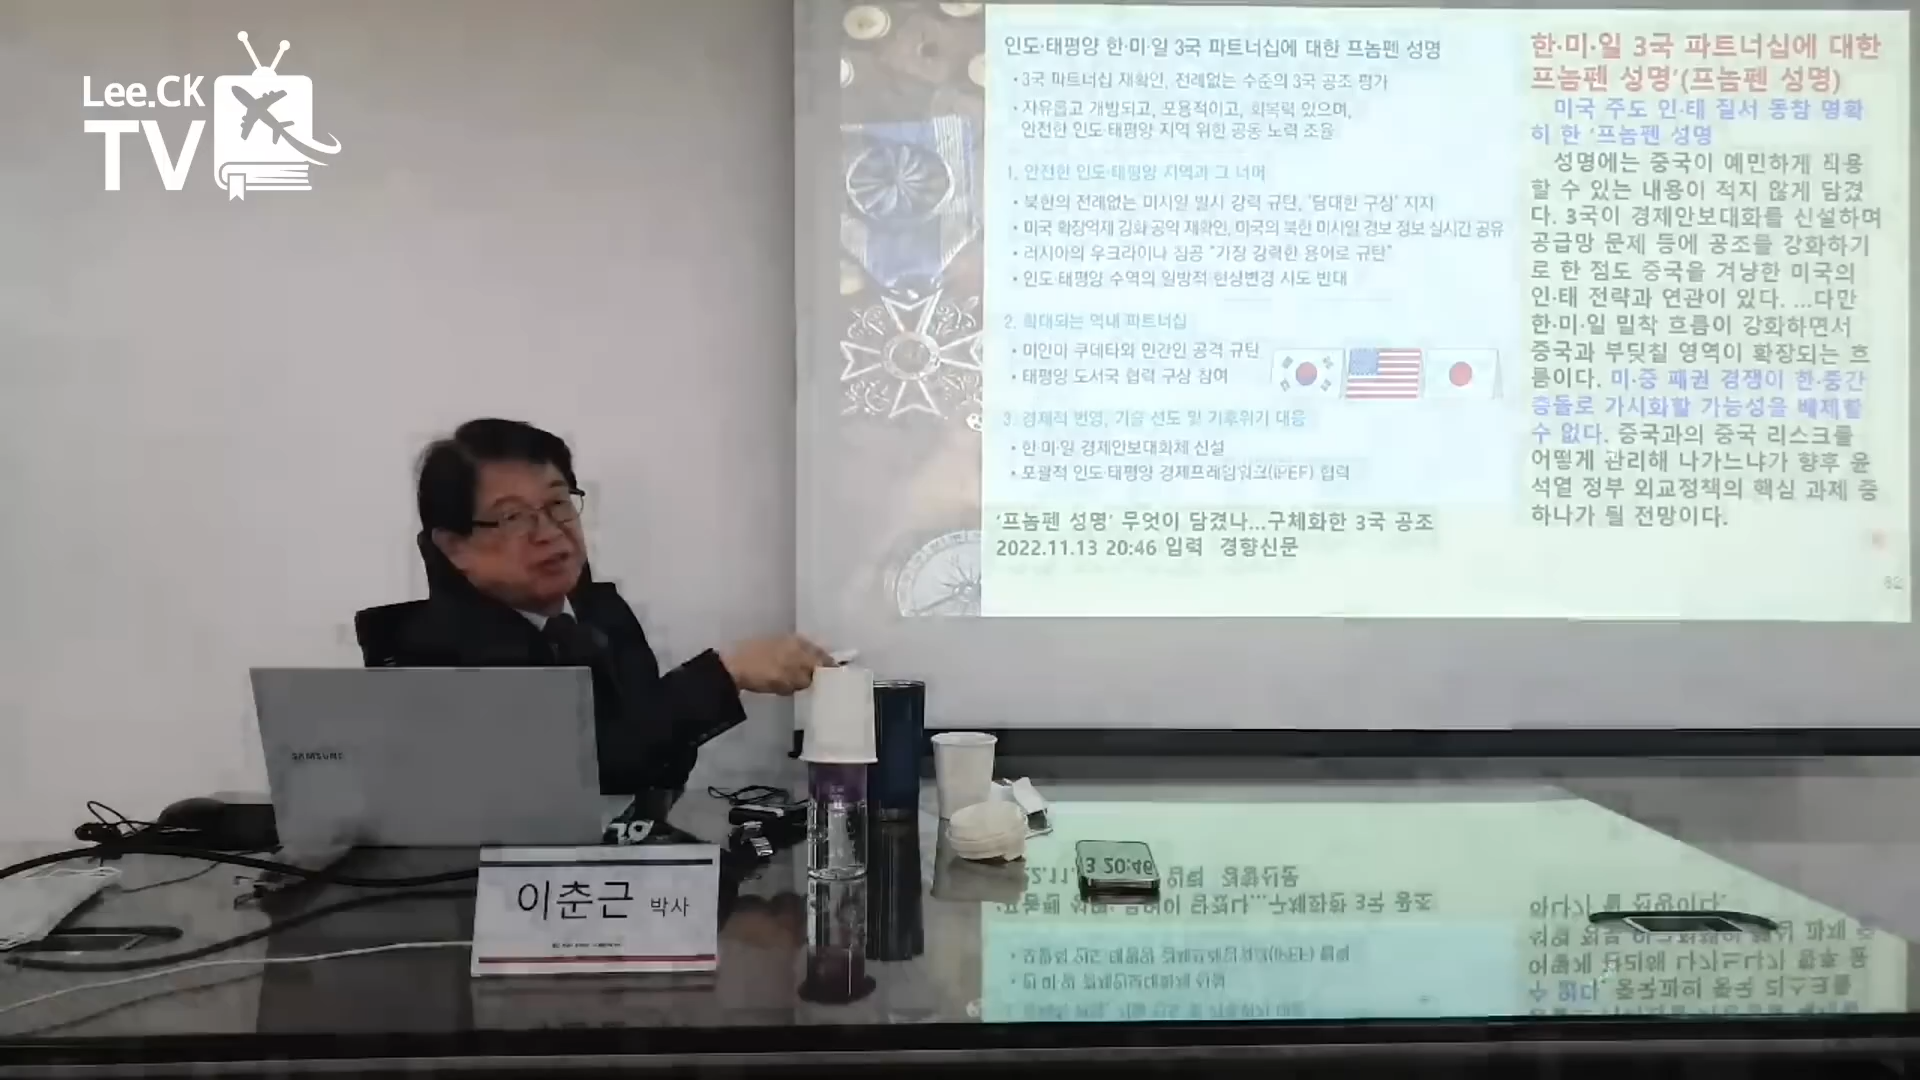 Lee.CK
TV
인도·태평양 한·미·일 3국 파트너십에 대한 프놈펜 성명
• 3국 파트너십 재확인, 전례없는 수준의 3국 공조 평가
• 자유롭고 개방되고, 포용적이고, 회복력 있으며,
안전한 인도·태평양 지역 위한 공동 노력 조율
1. 안전한 인도·태평양 지역과 그 너머
• 북한의 전례없는 미사일 발사 강력 규탄, '담대한 구상' 지지
• 미국 확장억제 강화 공약 재확인, 미국의 북한 미사일 경보 정보 실시간 공유
• 러시아의 우크라이나 침공 "가장 강력한 용어로 규탄"
• 인도·태평양 수역의 일방적 현상변경 시도 반대
2. 확대되는 역내 파트너십
• 미얀마 쿠데타와 민간인 공격 규탄
• 태평양 도서국 협력 구상 참여
3. 경제적 번영, 기술 선도 및 기후위기 대응
• 한·미·일 경제안보대화체 신설
• 포괄적 인도·태평양 경제프레임워크(IPEF) 협력
'프놈펜 성명' 무엇이 담겼나...구체화한 3국 공조
2022.11.13 20:46 입력 경향신문
한·미·일 3국 파트너십에 대한
프놈펜 성명'(프놈펜 성명)
미국 주도 인·태 질서 동참 명확
히 한 '프놈펜 성명
성명에는 중국이 예민하게 적용
할 수 있는 내용이 적지 않게 담겼
다. 3국이 경제안보대화를 신설하며
공급망 문제 등에 공조를 강화하기
로 한 점도 중국을 겨냥한 미국의
인·태 전략과 연관이 있다. ...다만
한·미·일 밀착 흐름이 강화하면서
중국과 부딪칠 영역이 확장되는 흐
름이다. 미·중 패권 경쟁이 한·중간
충돌로 가시화할 가능성을 배제할
수 없다. 중국과의 중국 리스크를
어떻게 관리해 나가느냐가 향후 윤
석열 정부 외교정책의 핵심 과제 중
하나가 될 전망이다.
82
SAMSUNG
이춘근 박사